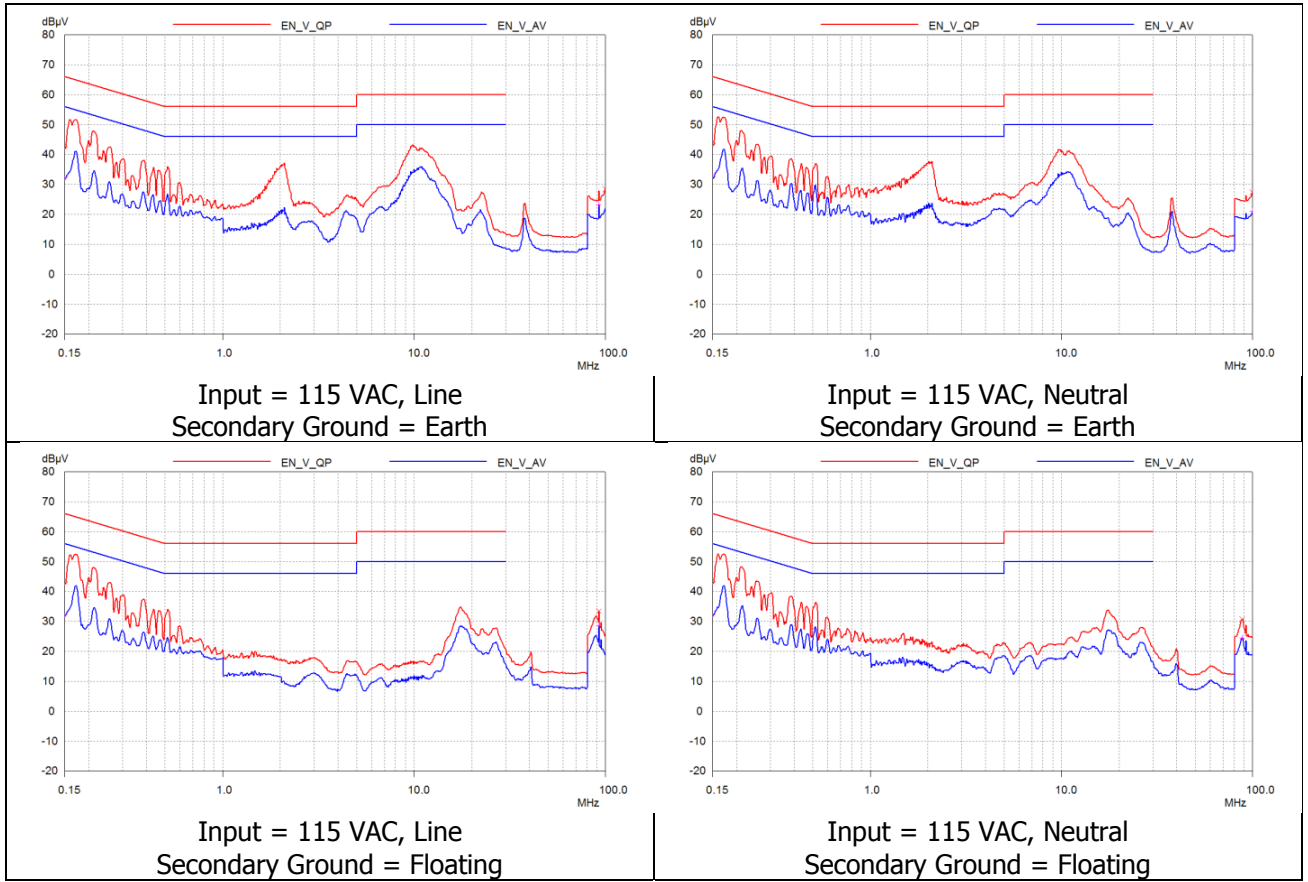 dBµV EN_V_QP EN_V_AV
80
70
60
50
40
30
20
10
0
-10
-20
0.15 1.0 10.0 100.0
MHz
Input = 115 VAC, Line
Secondary Ground = Earth
dBµV EN_V_QP EN_V_AV
80
70
60
50
40
30
20
10
0
-10
-20
0.15 1.0 10.0 100.0
MHz
Input = 115 VAC, Neutral
Secondary Ground = Earth
dBµV EN_V_QP EN_V_AV
80
70
60
50
40
30
20
10
0
-10
-20
0.15 1.0 10.0 100.0
MHz
Input = 115 VAC, Line
Secondary Ground = Floating
dBµV EN_V_QP EN_V_AV
80
70
60
50
40
30
20
10
0
-10
-20
0.15 1.0 10.0 100.0
MHz
Input = 115 VAC, Neutral
Secondary Ground = Floating